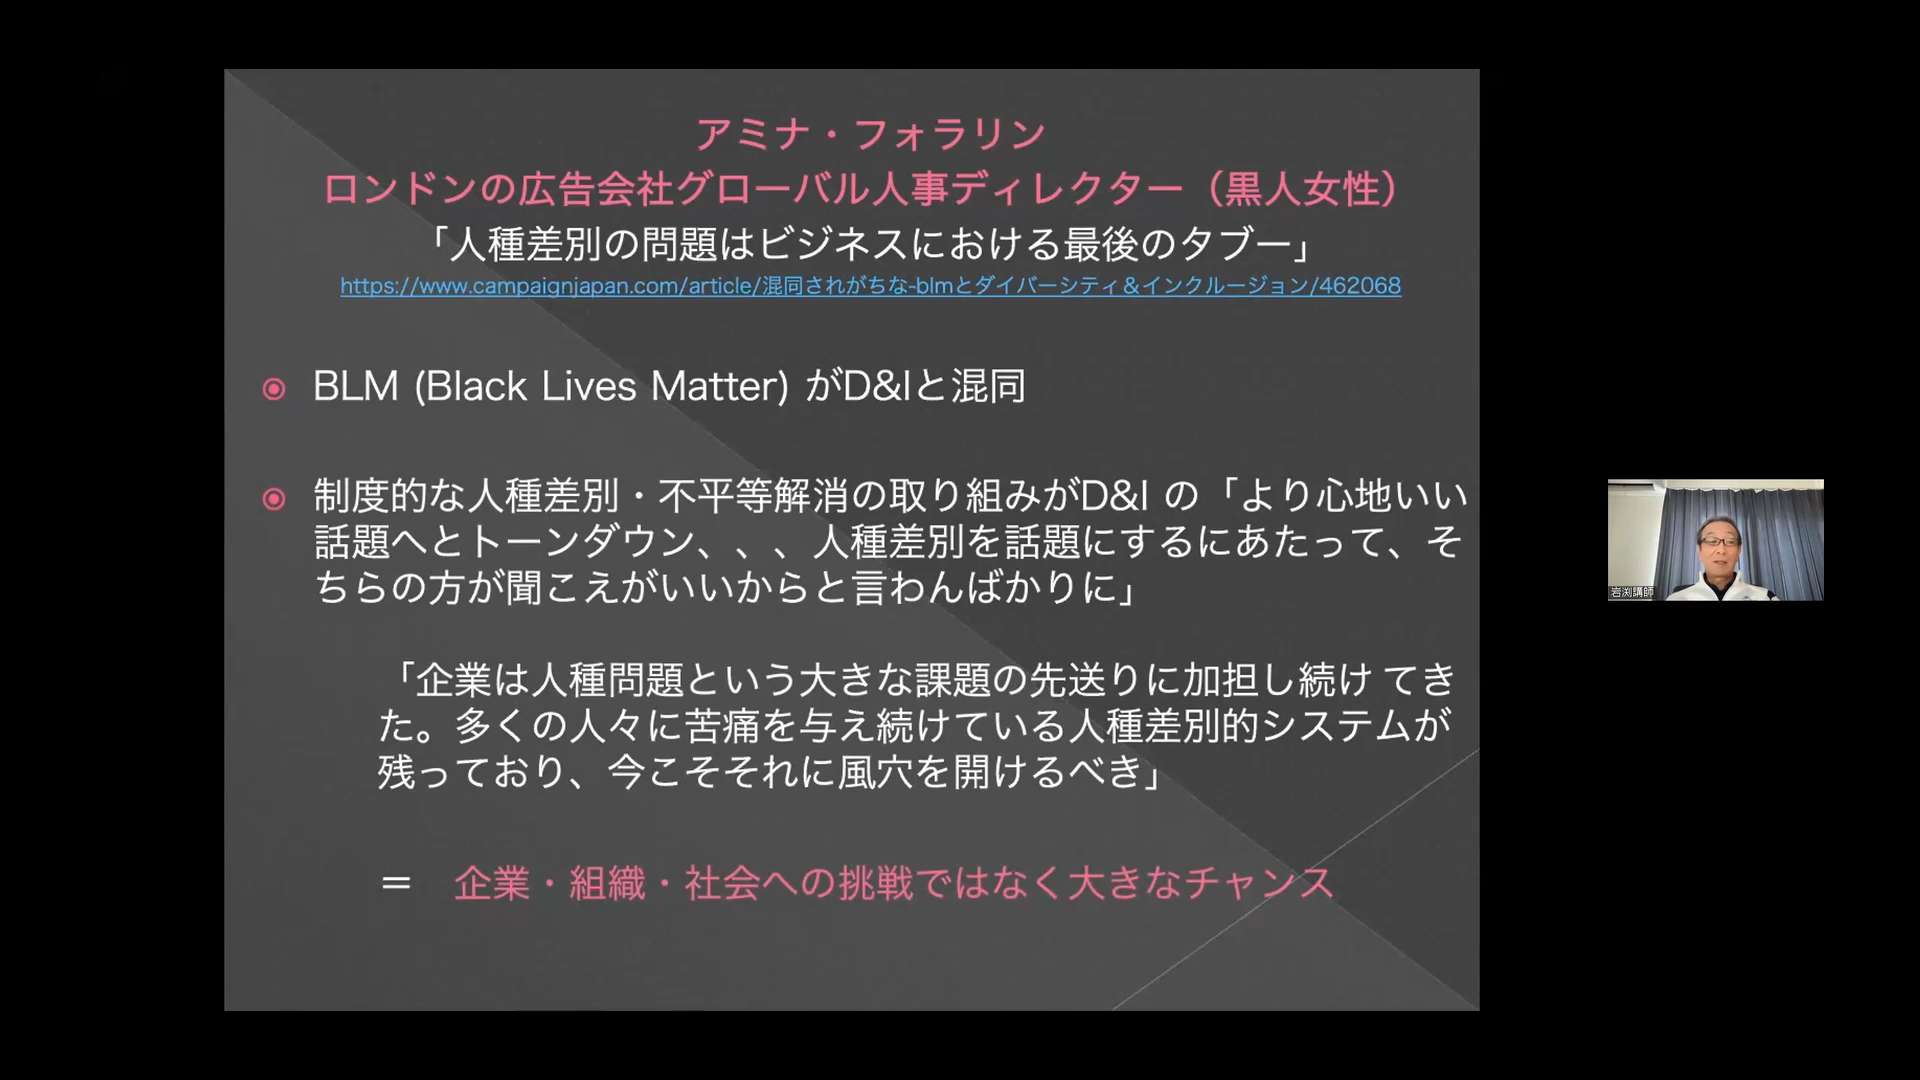 アミナ・フォラリン
ロンドンの広告会社グローバル人事ディレクター（黒人女性）
「人種差別の問題はビジネスにおける最後のタブー」
https://www.campaignjapan.com/article/混同されがちな-blmとダイバーシティ＆インクルージョン/462068
BLM (Black Lives Matter) がD&Iと混同
制度的な人種差別・不平等解消の取り組みがD&I の「より心地いい
話題へとトーンダウン、、、人種差別を話題にするにあたって、そ
ちらの方が聞こえがいいからと言わんばかりに」
「企業は人種問題という大きな課題の先送りに加担し続け てき
た。多くの人々に苦痛を与え続けている人種差別的システムが
残っており、今こそそれに風穴を開けるべき」
＝　企業・組織・社会への挑戦ではなく大きなチャンス
岩渕講師